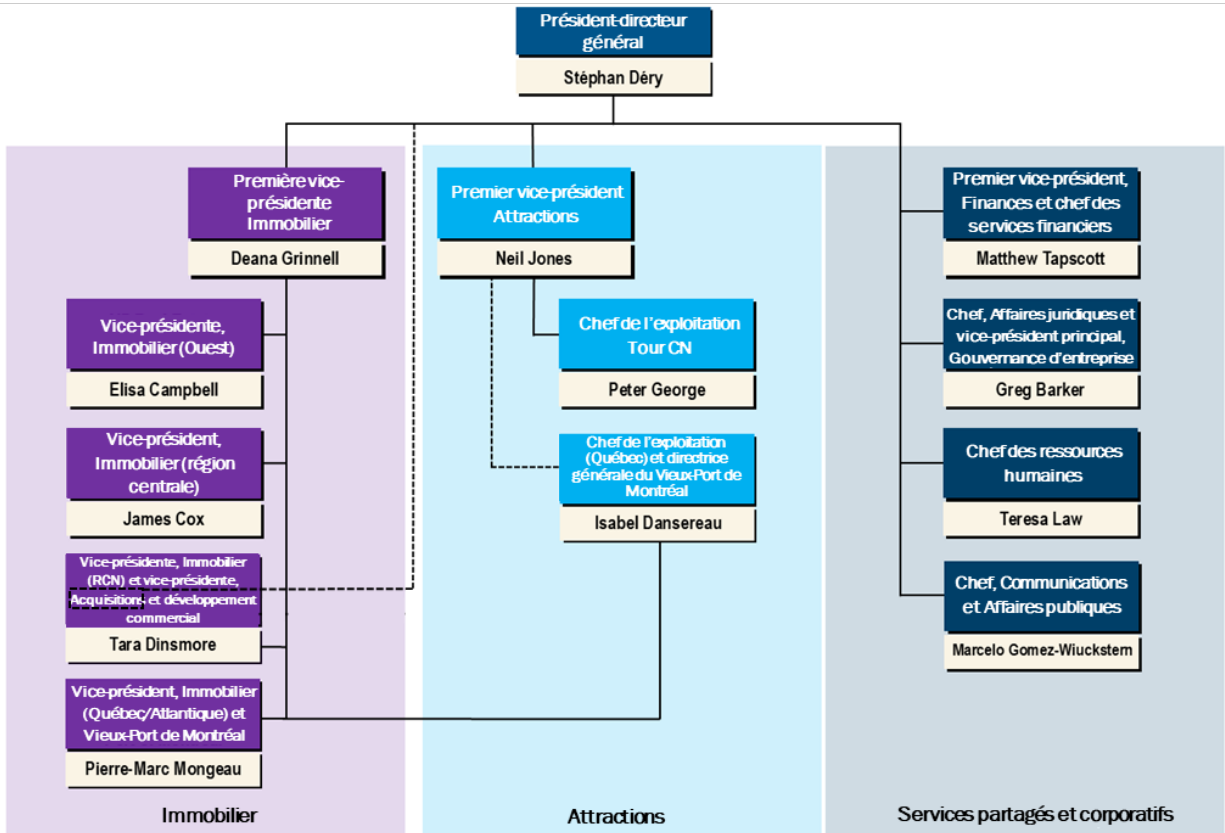 Président-directeur
général
Stéphan Déry
Première vice-
présidente
Immobilier
Deana Grinnell
Vice-présidente,
Immobilier (Ouest)
Elisa Campbell
Vice-président,
Immobilier (région
centrale)
James Cox
Vice-présidente, Immobilier
(RCN) et vice-présidente,
Acquisitions et développement
commercial
Tara Dinsmore
Vice-président, Immobilier
(Québec/Atlantique) et
Vieux-Port de Montréal
Pierre-Marc Mongeau
Immobilier
Premier vice-président
Attractions
Neil Jones
Chef de l'exploitation
Tour CN
Peter George
Chef de l'exploitation
(Québec) et directrice
générale du Vieux-Port de
Montréal
Isabel Dansereau
Attractions
Premier vice-président,
Finances et chef des
services financiers
Matthew Tapscott
Chef, Affaires juridiques et
vice-président principal,
Gouvernance d'entreprise
Greg Barker
Chef des ressources
humaines
Teresa Law
Chef, Communications
et Affaires publiques
Marcelo Gomez-Wiuckstern
Services partagés et corporatifs